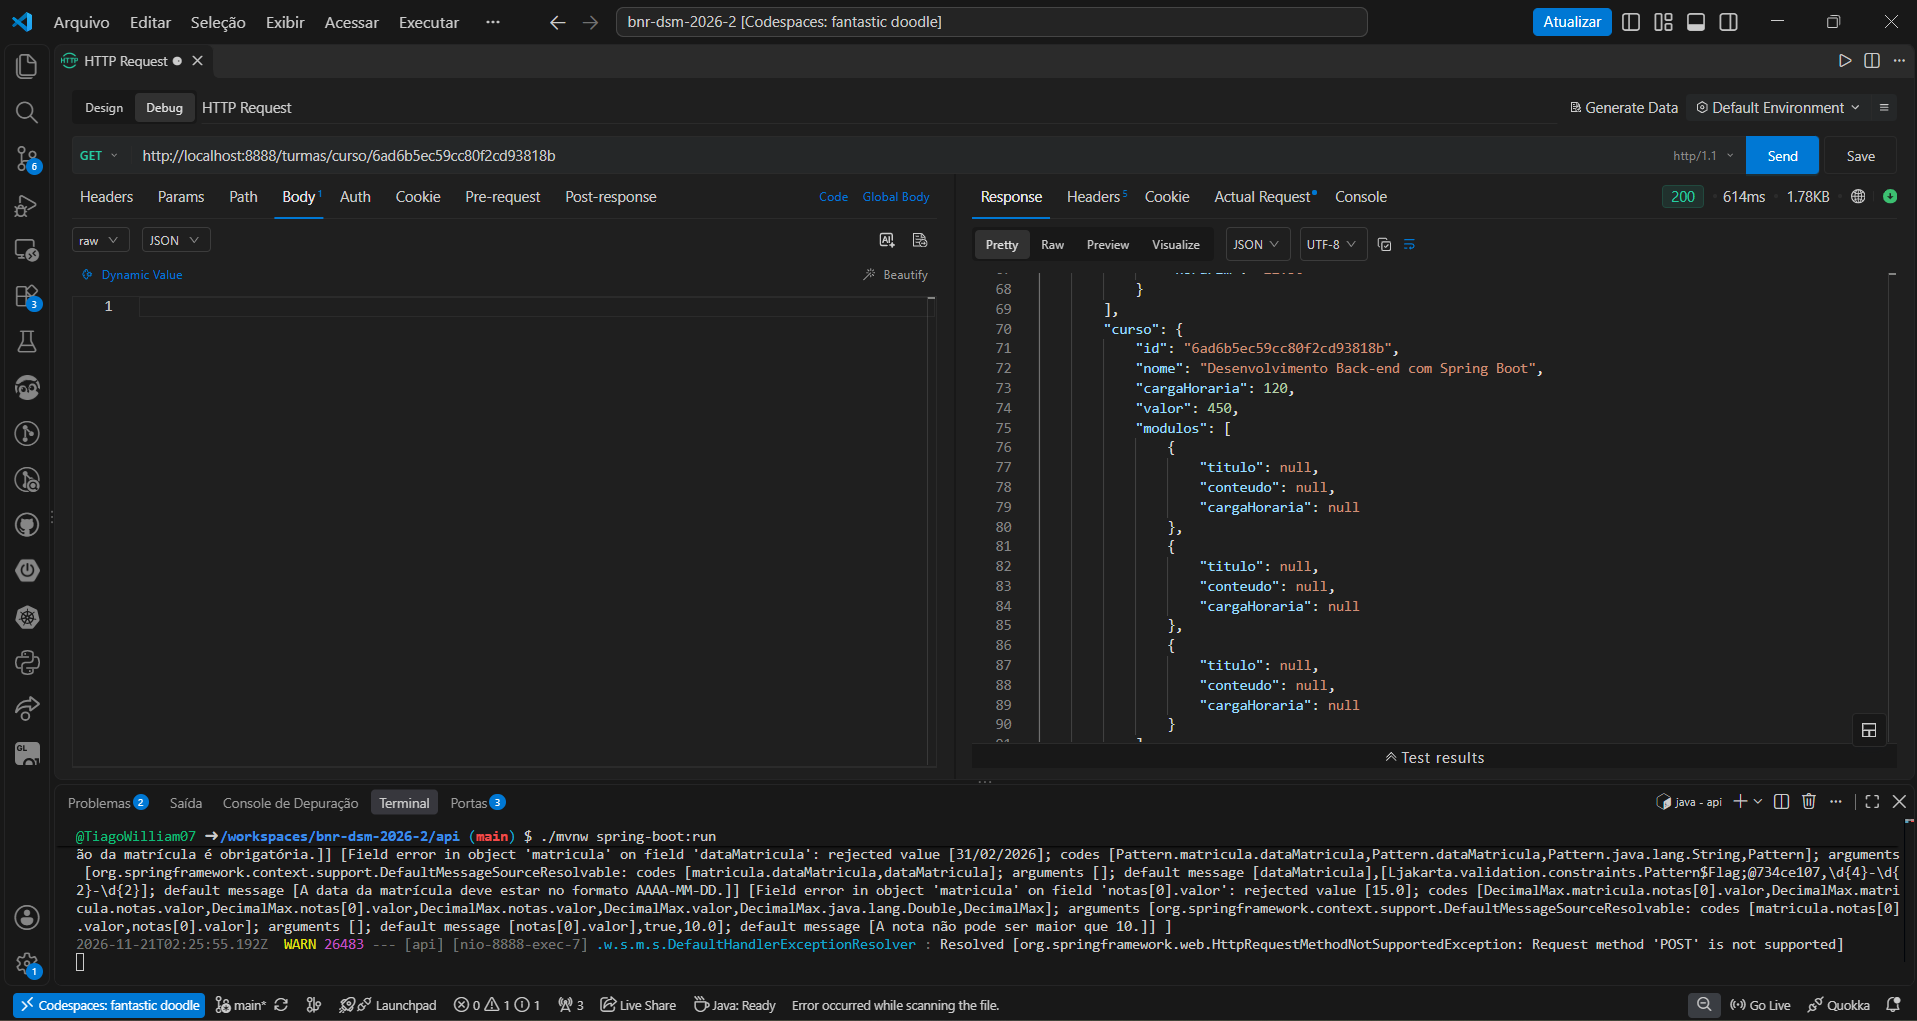 Arquivo Editar Seleção Exibir Acessar Executar ··· bnr-dsm-2026-2 [Codespaces: fantastic doodle] Atualizar
HTTP HTTP Request
Design Debug HTTP Request Generate Data Default Environment
GET http://localhost:8888/turmas/curso/6ad6b5ec59cc80f2cd93818b http/1.1 Send Save
Headers Params Path Body 1 Auth Cookie Pre-request Post-response Code Global Body
Response Headers 5 Cookie Actual Request Console 200 614ms 1.78KB
raw JSON
Pretty Raw Preview Visualize JSON UTF-8
Dynamic Value Beautify
1
68 }
69 ],
70 "curso": {
71 "id": "6ad6b5ec59cc80f2cd93818b",
72 "nome": "Desenvolvimento Back-end com Spring Boot",
73 "cargaHoraria": 120,
74 "valor": 450,
75 "modulos": [
76 {
77 "titulo": null,
78 "conteudo": null,
79 "cargaHoraria": null
80 },
81 {
82 "titulo": null,
83 "conteudo": null,
84 "cargaHoraria": null
85 },
86 {
87 "titulo": null,
88 "conteudo": null,
89 "cargaHoraria": null
90 }
Test results
6
3
GL
1
Problemas 2 Saída Console de Depuração Terminal Portas 3 java - api
@TiagoWilliam07 ➜ /workspaces/bnr-dsm-2026-2/api (main) $ ./mvnw spring-boot:run
ão da matrícula é obrigatória.]] [Field error in object 'matricula' on field 'dataMatricula': rejected value [31/02/2026]; codes [Pattern.matricula.dataMatricula,Pattern.dataMatricula,Pattern.java.lang.String,Pattern]; arguments
[org.springframework.context.support.DefaultMessageSourceResolvable: codes [matricula.dataMatricula,dataMatricula]; arguments []; default message [dataMatricula],[Ljakarta.validation.constraints.Pattern$Flag;@734ce107,\d{4}-\d{
2}-\d{2}]; default message [A data da matrícula deve estar no formato AAAA-MM-DD.]] [Field error in object 'matricula' on field 'notas[0].valor': rejected value [15.0]; codes [DecimalMax.matricula.notas[0].valor,DecimalMax.matri
cula.notas.valor,DecimalMax.notas[0].valor,DecimalMax.notas.valor,DecimalMax.valor,DecimalMax.java.lang.Double,DecimalMax]; arguments [org.springframework.context.support.DefaultMessageSourceResolvable: codes [matricula.notas[0]
.valor,notas[0].valor]; arguments []; default message [notas[0].valor],true,10.0]; default message [A nota não pode ser maior que 10.]] ]
2026-11-21T02:25:55.192Z WARN 26483 --- [api] [nio-8888-exec-7] .w.s.m.s.DefaultHandlerExceptionResolver : Resolved [org.springframework.web.HttpRequestMethodNotSupportedException: Request method 'POST' is not supported]
Codespaces: fantastic doodle main* Launchpad 0 1 1 3 Live Share Java: Ready Error occurred while scanning the file. Go Live Quokka